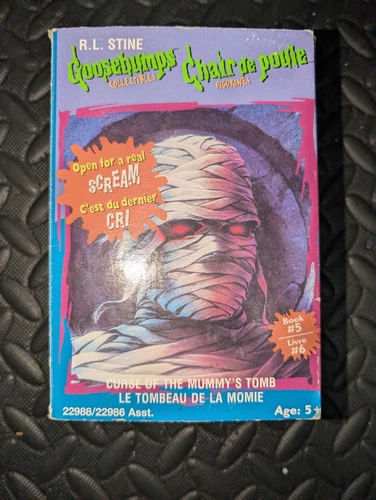 R.L. STINE
Goosebumps Chair de poule
COLLECTIBLES FIGURINES
Open for a real
SCREAM
C'est du dernier
CRI
Book
#5
Livre
#6
CURSE OF THE MUMMY'S TOMB
LE TOMBEAU DE LA MOMIE
22988/22986 Asst.
Age: 5+